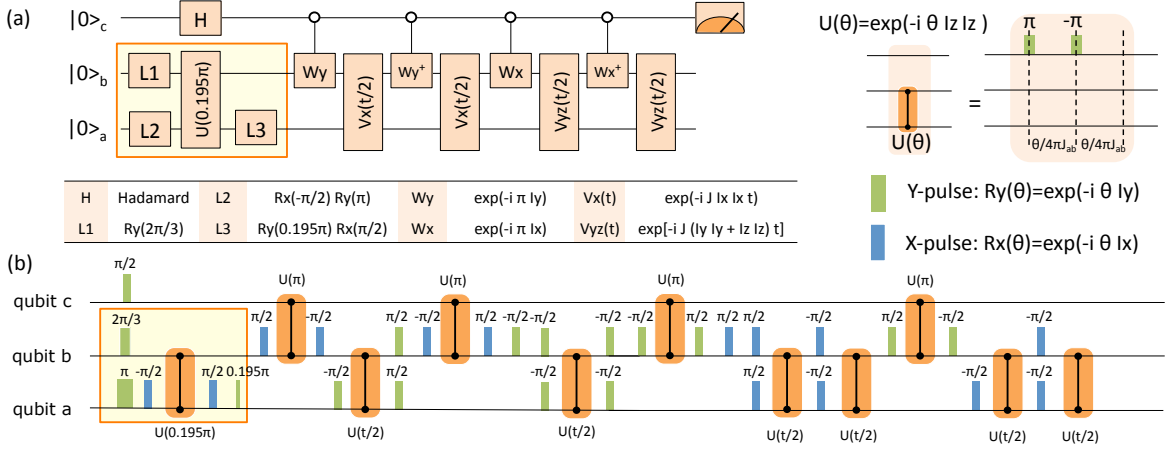 (a)
|0>c H
|0>b L1 U(0.195π) Wy Vx(t/2) Wy⁺ Vx(t/2) Wx Vyz(t/2) Wx⁺ Vyz(t/2)
|0>a L2 L3
H Hadamard L2 Rx(-π/2) Ry(π) Wy exp(-i π Iy) Vx(t) exp(-i J Ix Ix t)
L1 Ry(2π/3) L3 Ry(0.195π) Rx(π/2) Wx exp(-i π Ix) Vyz(t) exp[-i J (Iy Iy + Iz Iz) t]
U(θ)=exp(-i θ Iz Iz )
π -π
=
U(θ)
θ/4πJab θ/4πJab
Y-pulse: Ry(θ)=exp(-i θ Iy)
X-pulse: Rx(θ)=exp(-i θ Ix)
(b)
π/2 U(π) U(π) U(π) U(π)
qubit c
2π/3 π/2 -π/2 π/2 -π/2 π/2 -π/2 -π/2 -π/2 -π/2 π/2 π/2 π/2 -π/2 π/2 -π/2 -π/2
qubit b
π -π/2 π/2 0.195π -π/2 π/2 -π/2 -π/2 π/2 -π/2 -π/2 -π/2
qubit a
U(0.195π) U(t/2) U(t/2) U(t/2) U(t/2) U(t/2) U(t/2)